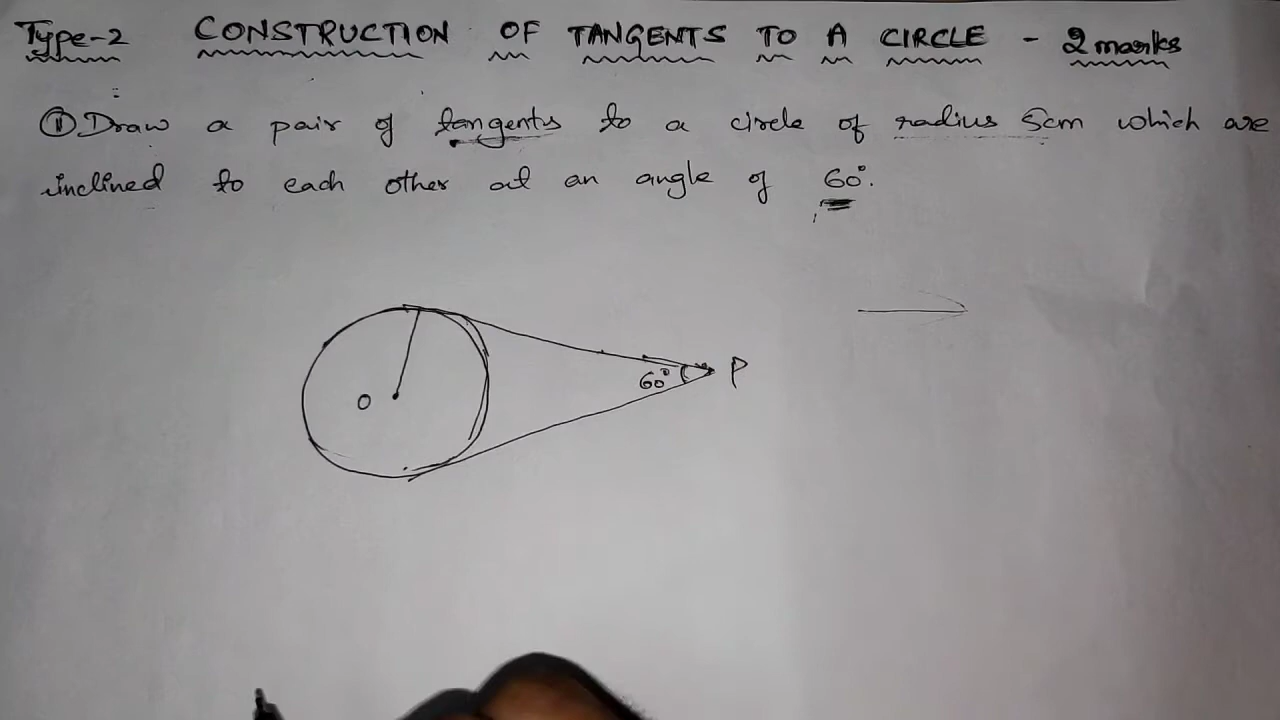 Type-2 CONSTRUCTION OF TANGENTS TO A CIRCLE - 2 marks
① Draw a pair of tangents to a circle of radius 5cm which are
inclined to each other at an angle of 60°.
60° P
O